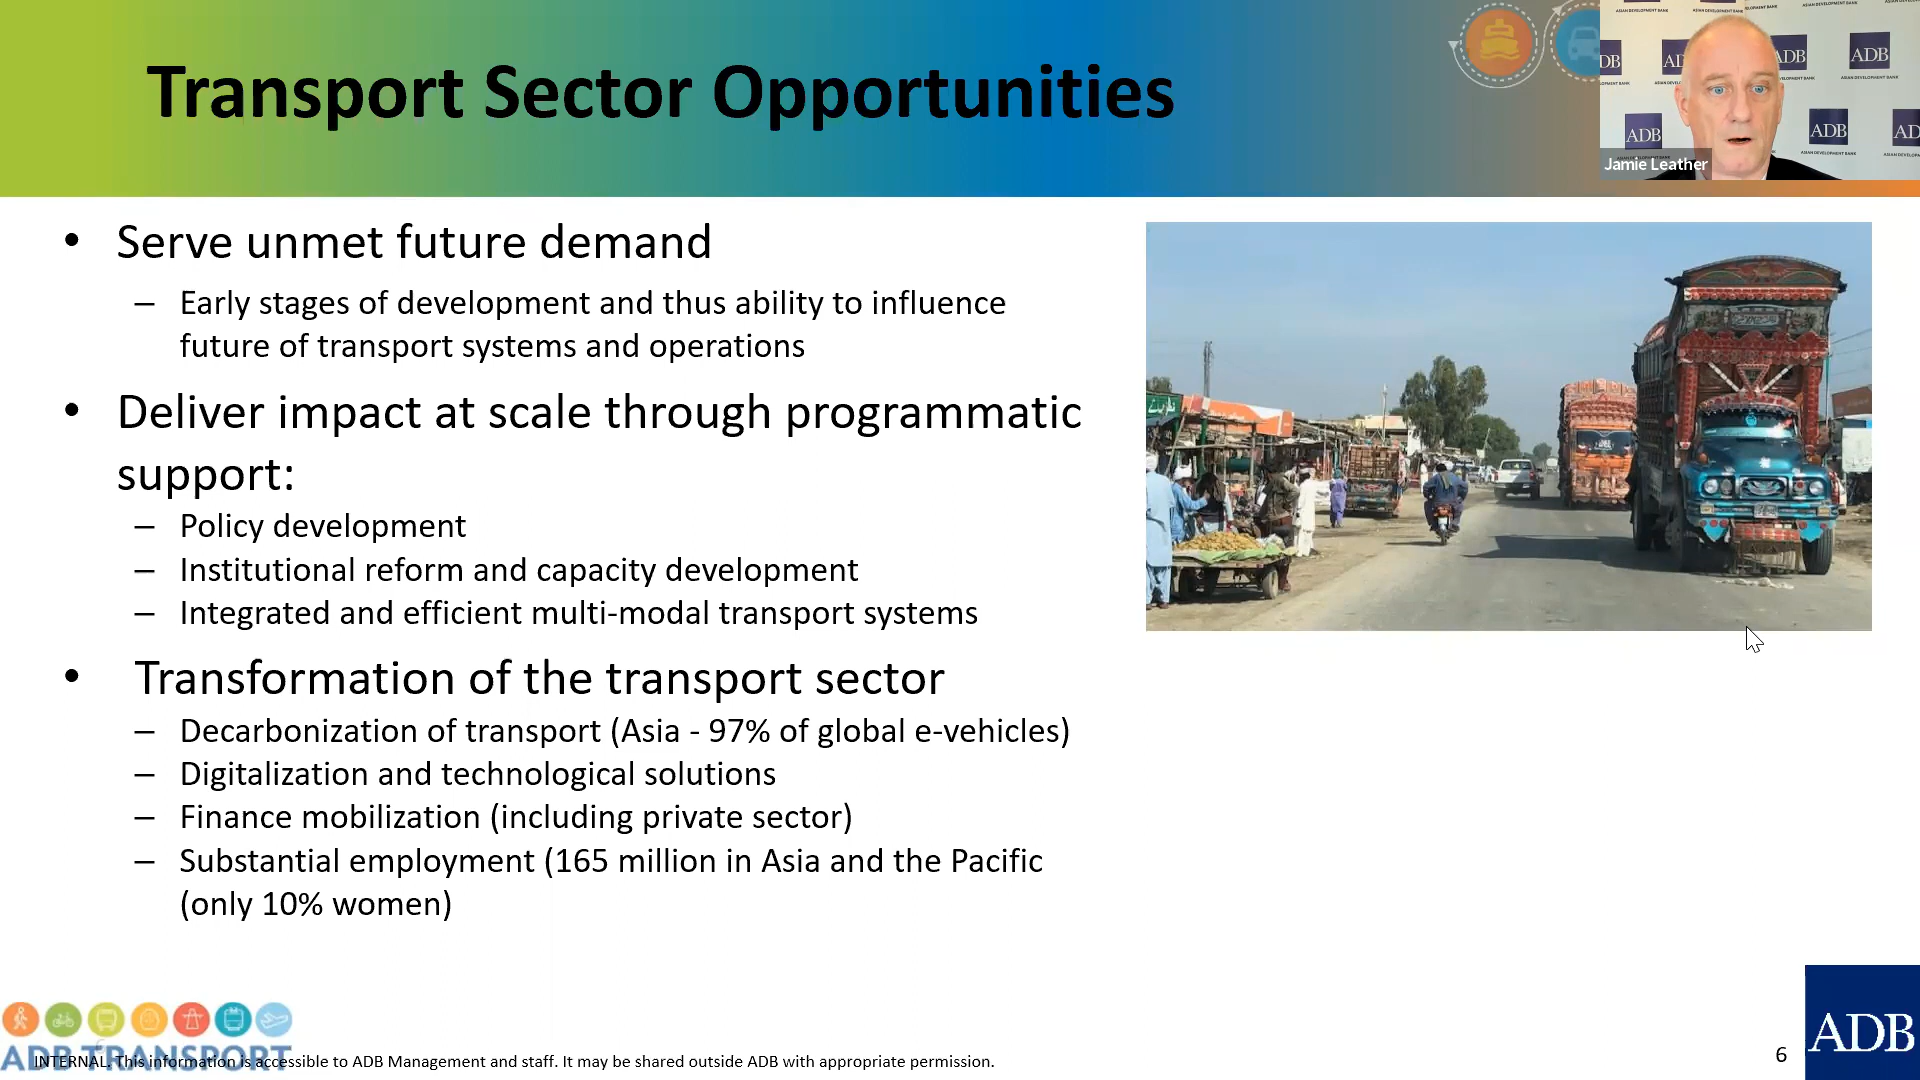 Transport Sector Opportunities
ADB
ADB
ADB
ADB
ASIAN DEVELOPMENT BANK
Jamie Leather
• Serve unmet future demand
– Early stages of development and thus ability to influence
future of transport systems and operations
• Deliver impact at scale through programmatic
support:
– Policy development
– Institutional reform and capacity development
– Integrated and efficient multi-modal transport systems
• Transformation of the transport sector
– Decarbonization of transport (Asia - 97% of global e-vehicles)
– Digitalization and technological solutions
– Finance mobilization (including private sector)
– Substantial employment (165 million in Asia and the Pacific
(only 10% women)
ADB TRANSPORT
INTERNAL. This information is accessible to ADB Management and staff. It may be shared outside ADB with appropriate permission.
6
ADB